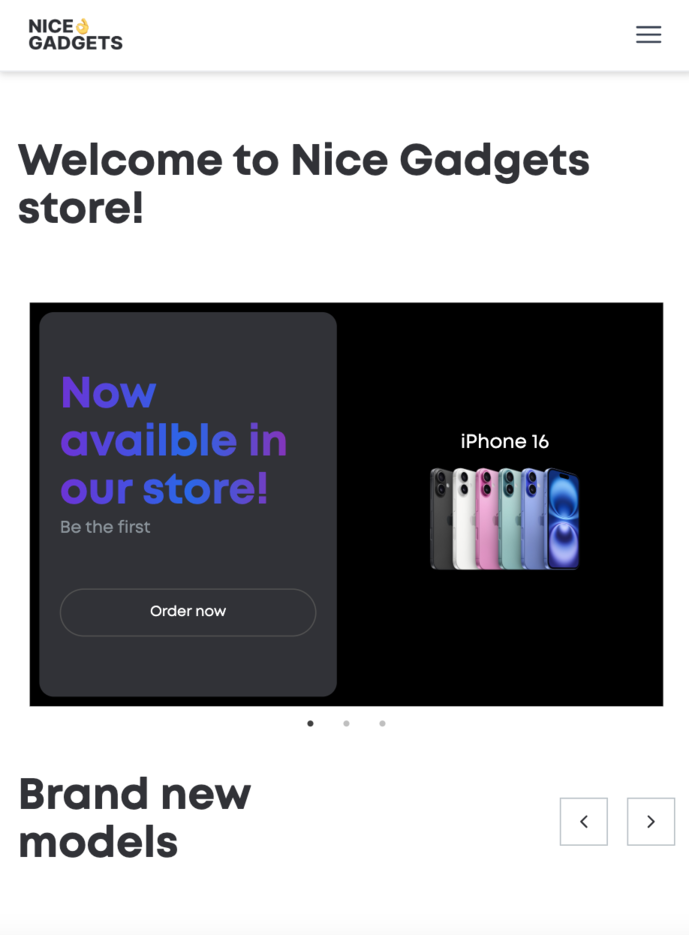 NICE👌
GADGETS
Welcome to Nice Gadgets
store!
Now
availble in
our store!
Be the first
Order now
iPhone 16
Brand new
models